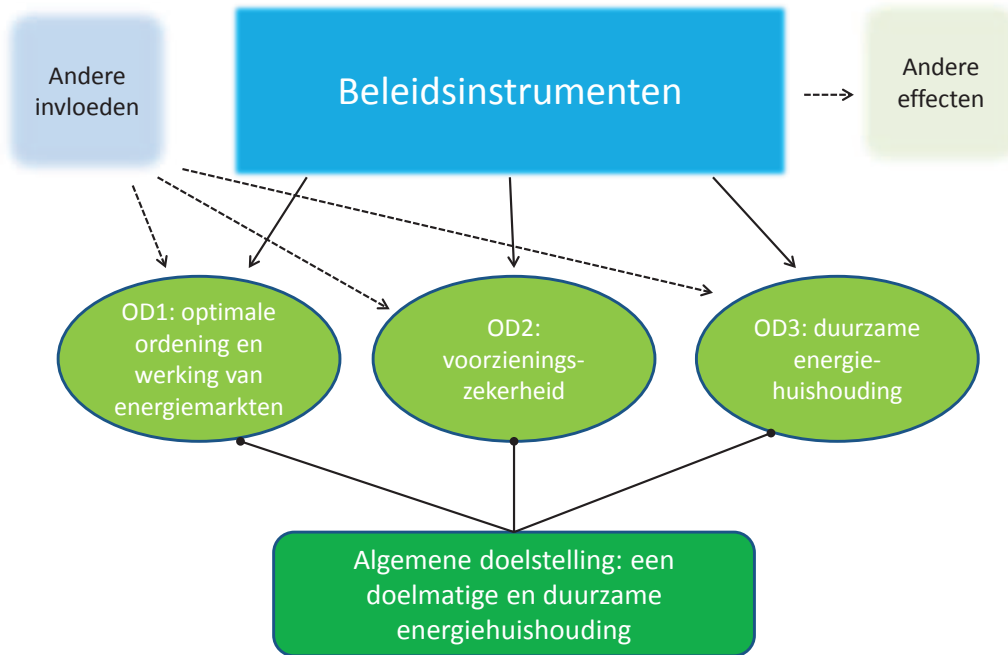 Andere
invloeden
Beleidsinstrumenten
Andere
effecten
OD1: optimale
ordening en
werking van
energiemarkten
OD2:
voorzienings-
zekerheid
OD3: duurzame
energie-
huishouding
Algemene doelstelling: een
doelmatige en duurzame
energiehuishouding